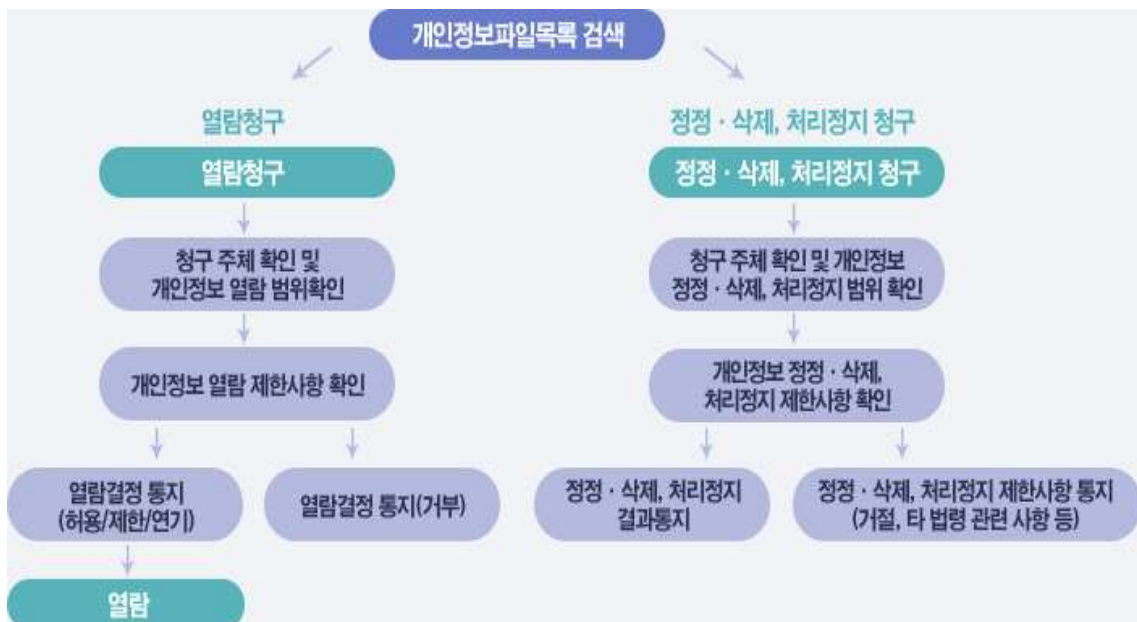 개인정보파일목록 검색
열람청구
열람청구
청구 주체 확인 및
개인정보 열람 범위확인
개인정보 열람 제한사항 확인
열람결정 통지
(허용/제한/연기)
열람결정 통지(거부)
열람
정정 · 삭제, 처리정지 청구
정정 · 삭제, 처리정지 청구
청구 주체 확인 및 개인정보
정정 · 삭제, 처리정지 범위 확인
개인정보 정정 · 삭제,
처리정지 제한사항 확인
정정 · 삭제, 처리정지
결과통지
정정 · 삭제, 처리정지 제한사항 통지
(거절, 타 법령 관련 사항 등)